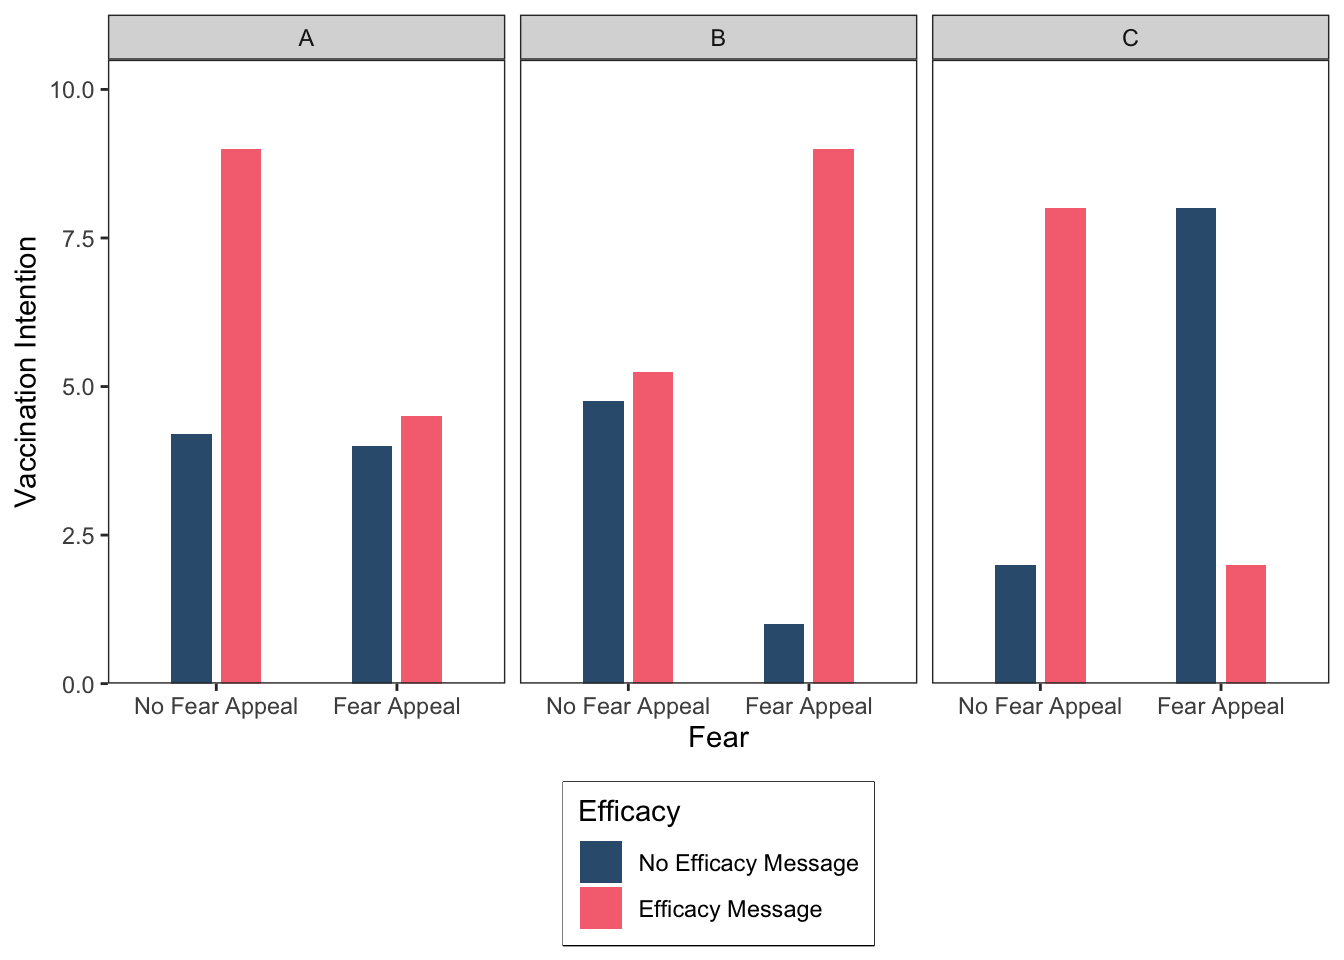 A B C
10.0
7.5
5.0
2.5
0.0
Vaccination Intention
No Fear Appeal Fear Appeal No Fear Appeal Fear Appeal No Fear Appeal Fear Appeal
Fear
Efficacy
No Efficacy Message
Efficacy Message